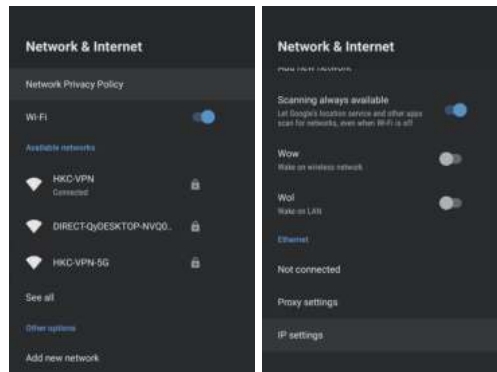 Network & Internet
Network Privacy Policy
Wi-Fi
Available networks
HKC-VPN
Connected
DIRECT-QyDESKTOP-NVQ0..
HKC-VPN-5G
See all
Other options
Add new network
Network & Internet
Add new network
Scanning always available
Let Google's location service and other apps
scan for networks, even when Wi-Fi is off
Wow
Wake on wireless network
Wol
Wake on LAN
Ethernet
Not connected
Proxy settings
IP settings